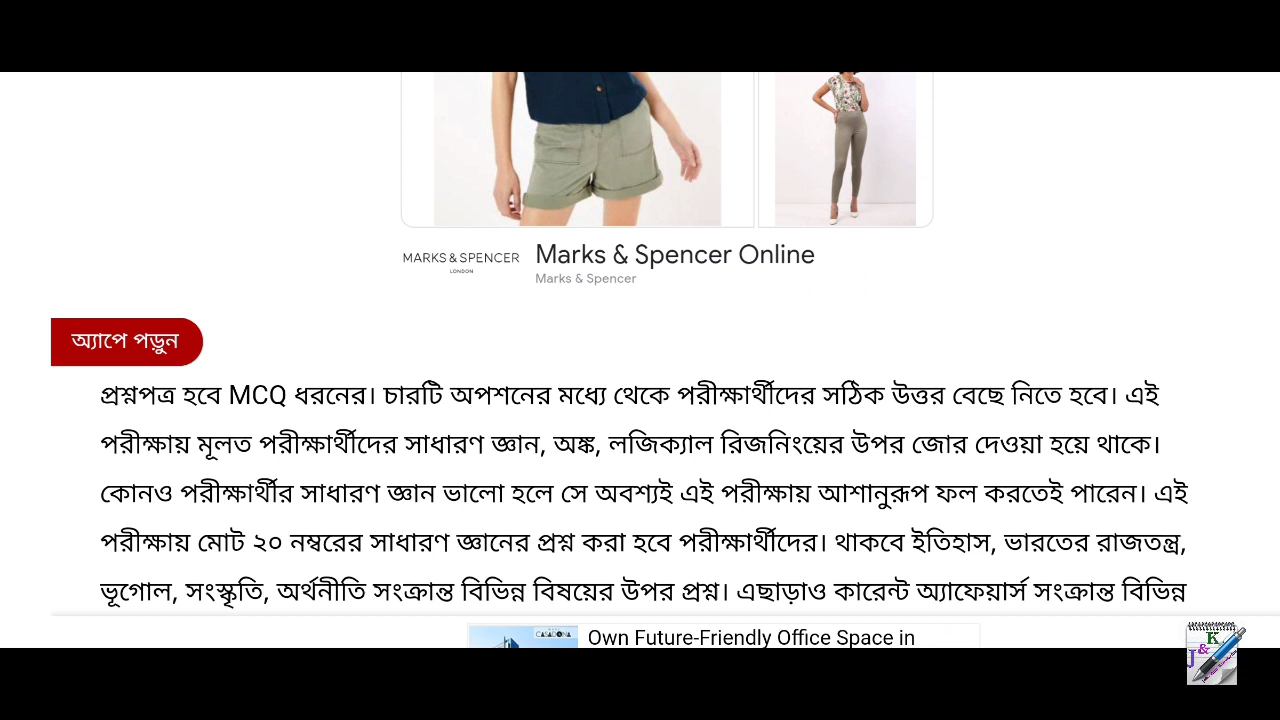 MARKS & SPENCER
LONDON
Marks & Spencer Online
Marks & Spencer
অ্যাপে পড়ুন
প্রশ্নপত্র হবে MCQ ধরনের। চারটি অপশনের মধ্যে থেকে পরীক্ষার্থীদের সঠিক উত্তর বেছে নিতে হবে। এই
পরীক্ষায় মূলত পরীক্ষার্থীদের সাধারণ জ্ঞান, অঙ্ক, লজিক্যাল রিজনিংয়ের উপর জোর দেওয়া হয়ে থাকে।
কোনও পরীক্ষার্থীর সাধারণ জ্ঞান ভালো হলে সে অবশ্যই এই পরীক্ষায় আশানুরূপ ফল করতেই পারেন। এই
পরীক্ষায় মোট ২০ নম্বরের সাধারণ জ্ঞানের প্রশ্ন করা হবে পরীক্ষার্থীদের। থাকবে ইতিহাস, ভারতের রাজতন্ত্র,
ভূগোল, সংস্কৃতি, অর্থনীতি সংক্রান্ত বিভিন্ন বিষয়ের উপর প্রশ্ন। এছাড়াও কারেন্ট অ্যাফেয়ার্স সংক্রান্ত বিভিন্ন
CASADONA
Own Future-Friendly Office Space in
J&K